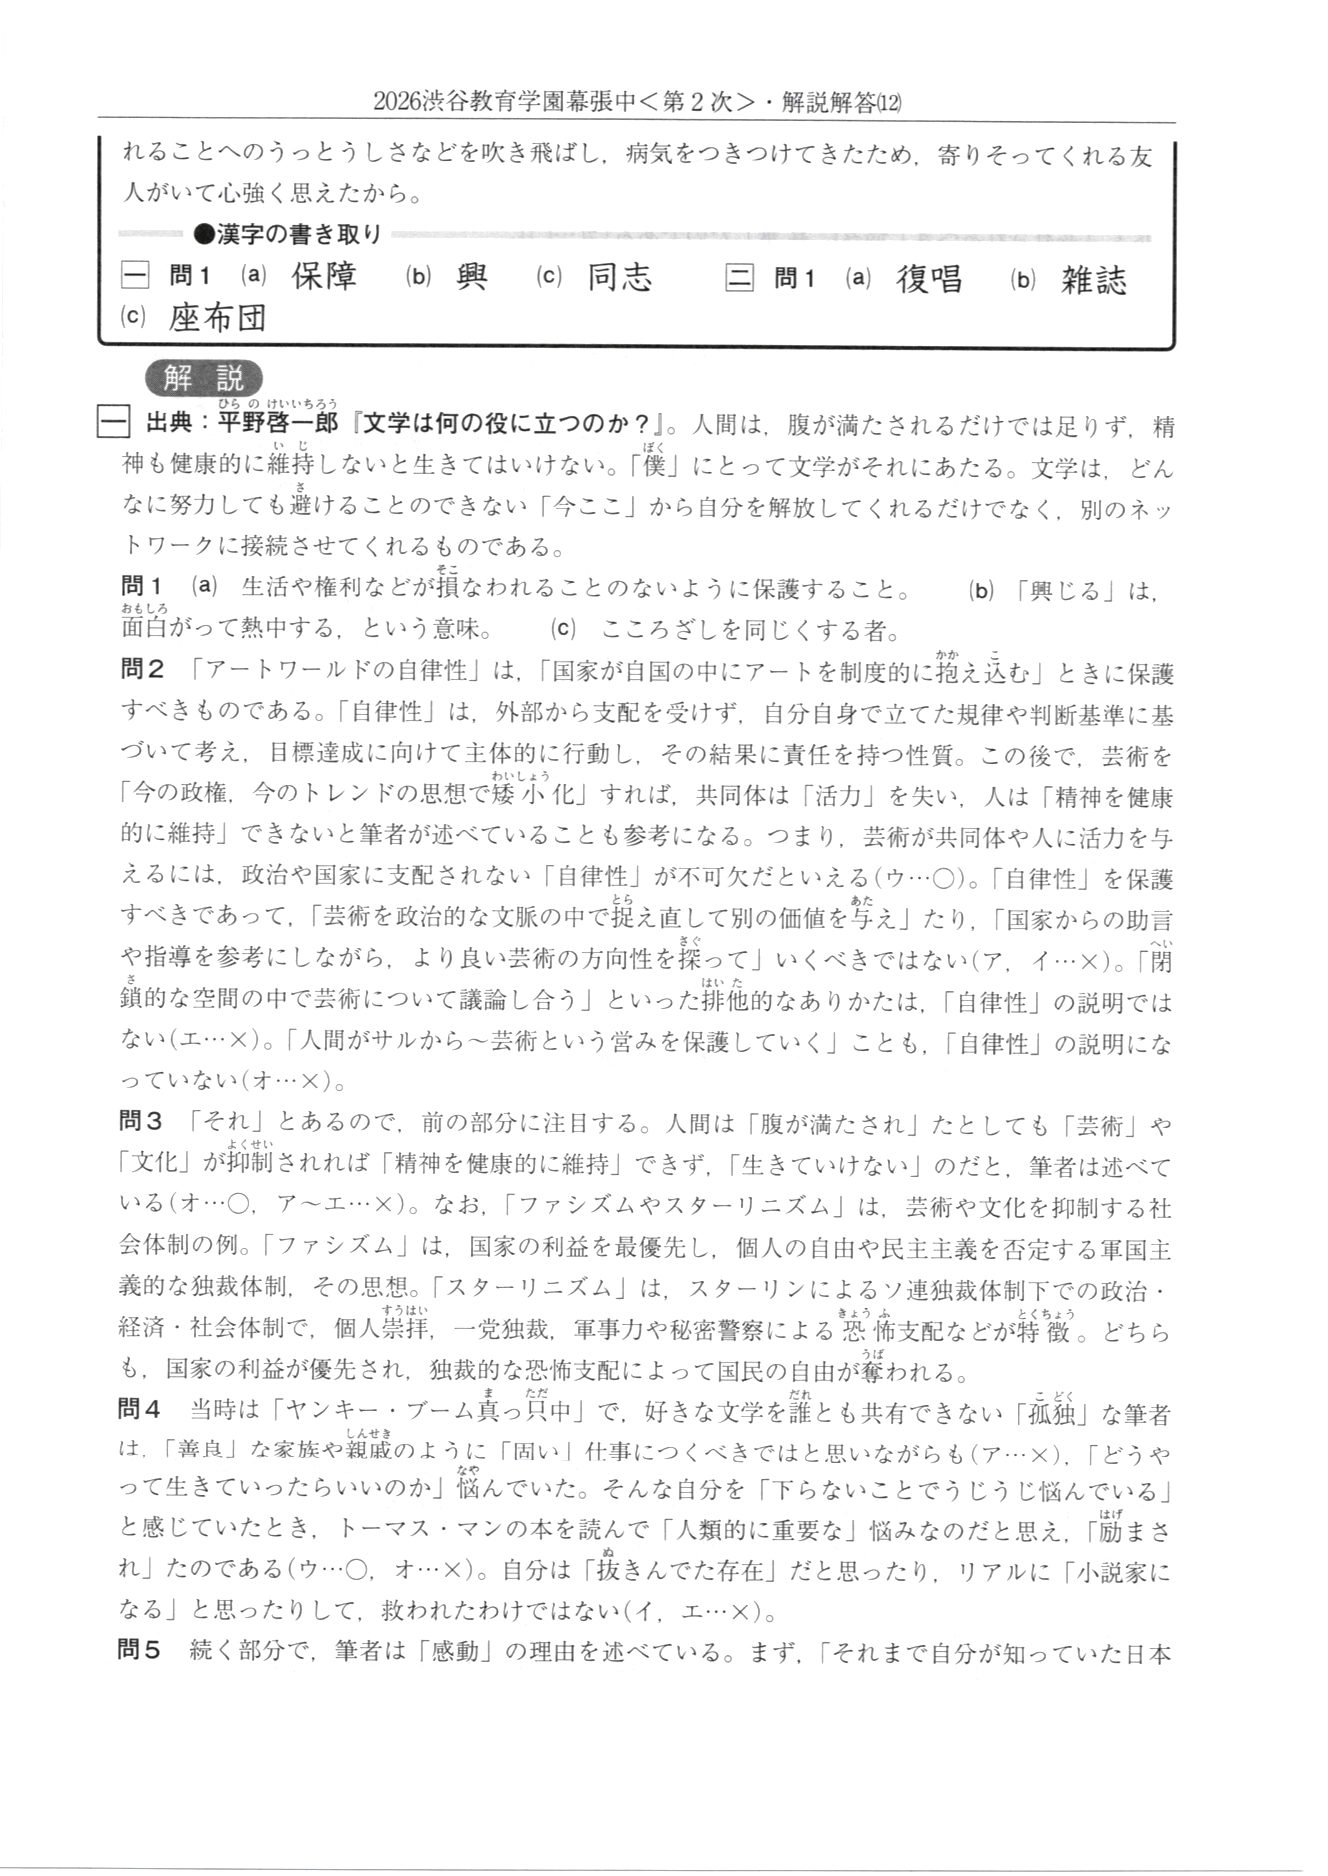 2026渋谷教育学園幕張中＜第２次＞・解説解答⑿
れることへのうっとうしさなどを吹き飛ばし，病気をつきつけてきたため，寄りそってくれる友
人がいて心強く思えたから。
●漢字の書き取り
一 問１ (a) 保障 (b) 興 (c) 同志 二 問１ (a) 復唱 (b) 雑誌
(c) 座布団
解説
一 出典：平野啓一郎『文学は何の役に立つのか？』。人間は，腹が満たされるだけでは足りず，精
神も健康的に維持しないと生きてはいけない。「僕」にとって文学がそれにあたる。文学は，どん
なに努力しても避けることのできない「今ここ」から自分を解放してくれるだけでなく，別のネッ
トワークに接続させてくれるものである。
問１ (a) 生活や権利などが損なわれることのないように保護すること。 (b) 「興じる」は，
面白がって熱中する，という意味。 (c) こころざしを同じくする者。
問２ 「アートワールドの自律性」は，「国家が自国の中にアートを制度的に抱え込む」ときに保護
すべきものである。「自律性」は，外部から支配を受けず，自分自身で立てた規律や判断基準に基
づいて考え，目標達成に向けて主体的に行動し，その結果に責任を持つ性質。この後で，芸術を
「今の政権，今のトレンドの思想で矮小化」すれば，共同体は「活力」を失い，人は「精神を健康
的に維持」できないと筆者が述べていることも参考になる。つまり，芸術が共同体や人に活力を与
えるには，政治や国家に支配されない「自律性」が不可欠だといえる（ウ…○）。「自律性」を保護
すべきであって，「芸術を政治的な文脈の中で捉え直して別の価値を与え」たり，「国家からの助言
や指導を参考にしながら，より良い芸術の方向性を探って」いくべきではない（ア，イ…×）。「閉
鎖的な空間の中で芸術について議論し合う」といった排他的なありかたは，「自律性」の説明では
ない（エ…×）。「人間がサルから～芸術という営みを保護していく」ことも，「自律性」の説明にな
っていない（オ…×）。
問３ 「それ」とあるので，前の部分に注目する。人間は「腹が満たされ」たとしても「芸術」や
「文化」が抑制されれば「精神を健康的に維持」できず，「生きていけない」のだと，筆者は述べて
いる（オ…○，ア～エ…×）。なお，「ファシズムやスターリニズム」は，芸術や文化を抑制する社
会体制の例。「ファシズム」は，国家の利益を最優先し，個人の自由や民主主義を否定する軍国主
義的な独裁体制，その思想。「スターリニズム」は，スターリンによるソ連独裁体制下での政治・
経済・社会体制で，個人崇拝，一党独裁，軍事力や秘密警察による恐怖支配などが特徴。どちら
も，国家の利益が優先され，独裁的な恐怖支配によって国民の自由が奪われる。
問４ 当時は「ヤンキー・ブーム真っ只中」で，好きな文学を誰とも共有できない「孤独」な筆者
は，「善良」な家族や親戚のように「固い」仕事につくべきではと思いながらも（ア…×），「どうや
って生きていったらいいのか」悩んでいた。そんな自分を「下らないことでうじうじ悩んでいる」
と感じていたとき，トーマス・マンの本を読んで「人類的に重要な」悩みなのだと思え，「励まさ
れ」たのである（ウ…○，オ…×）。自分は「抜きんでた存在」だと思ったり，リアルに「小説家に
なる」と思ったりして，救われたわけではない（イ，エ…×）。
問５ 続く部分で，筆者は「感動」の理由を述べている。まず，「それまで自分が知っていた日本